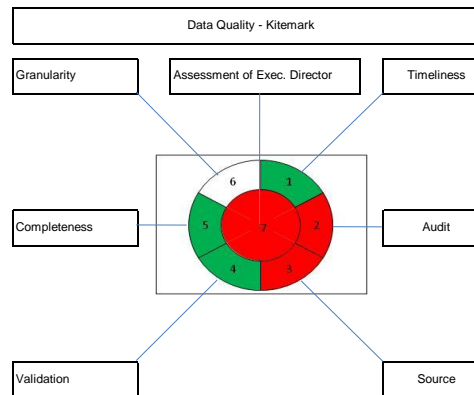 Data Quality - Kitemark
Granularity
Assessment of Exec. Director
Timeliness
6
1
Completeness
5
7
2
Audit
4
3
Validation
Source